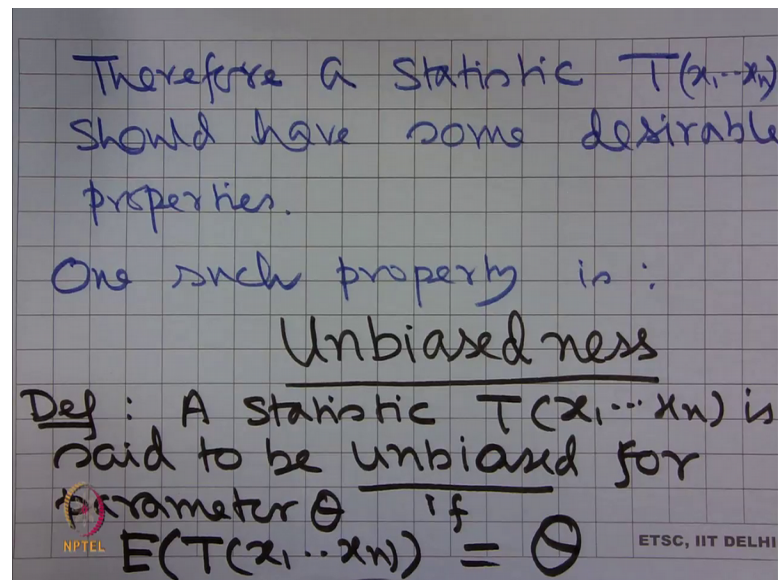 Therefore a statistic T(x₁...xₙ)
should have some desirable
properties.
One such property is :
Unbiasedness
Def : A statistic T(x₁...xₙ) is
said to be unbiased for
parameter θ if
E(T(x₁...xₙ)) = θ
NPTEL
ETSC, IIT DELHI